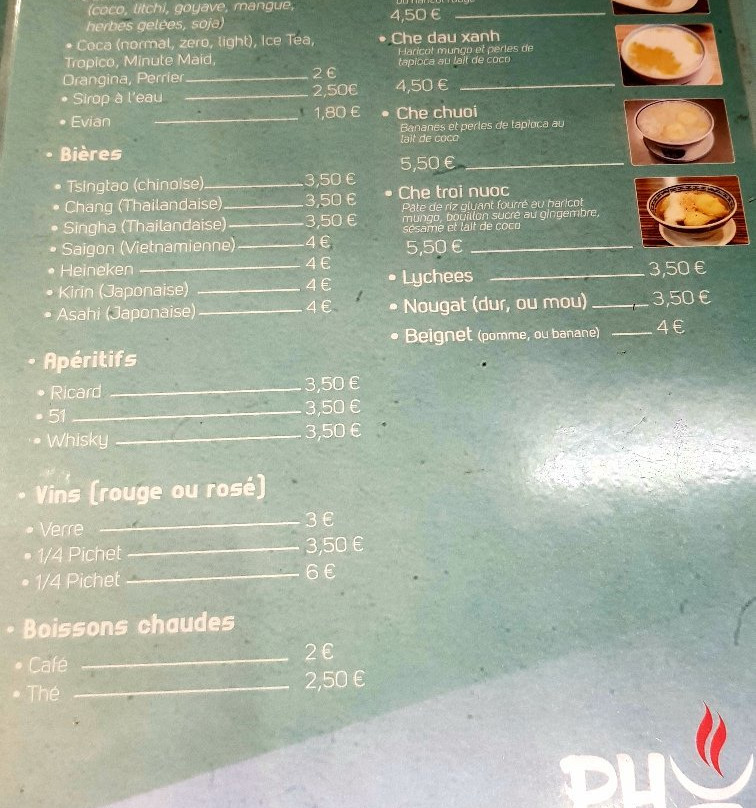 (coco, litchi, goyave, mangue,
herbes gelées, soja)
• Coca (normal, zero, light), Ice Tea,
Tropico, Minute Maid,
Orangina, Perrier 2 €
• Sirop à l'eau 2,50€
• Evian 1,80 €
• Bières
• Tsingtao (chinoise) 3,50 €
• Chang (Thailandaise) 3,50 €
• Singha (Thailandaise) 3,50 €
• Saigon (Vietnamienne) 4 €
• Heineken 4 €
• Kirin (Japonaise) 4 €
• Asahi (Japonaise) 4 €
• Apéritifs
• Ricard 3,50 €
• 51 3,50 €
• Whisky 3,50 €
• Vins (rouge ou rosé)
• Verre 3 €
• 1/4 Pichet 3,50 €
• 1/4 Pichet 6 €
• Boissons chaudes
• Café 2 €
• Thé 2,50 €
4,50 €
• Che dau xanh
Haricot mungo et perles de
tapioca au lait de coco
4,50 €
• Che chuoi
Bananes et perles de tapioca au
lait de coco
5,50 €
• Che troi nuoc
Pâte de riz gluant fourré au haricot
mungo, bouillon sucré au gingembre,
sésame et lait de coco
5,50 €
• Lychees 3,50 €
• Nougat (dur, ou mou) 3,50 €
• Beignet (pomme, ou banane) 4 €
PH